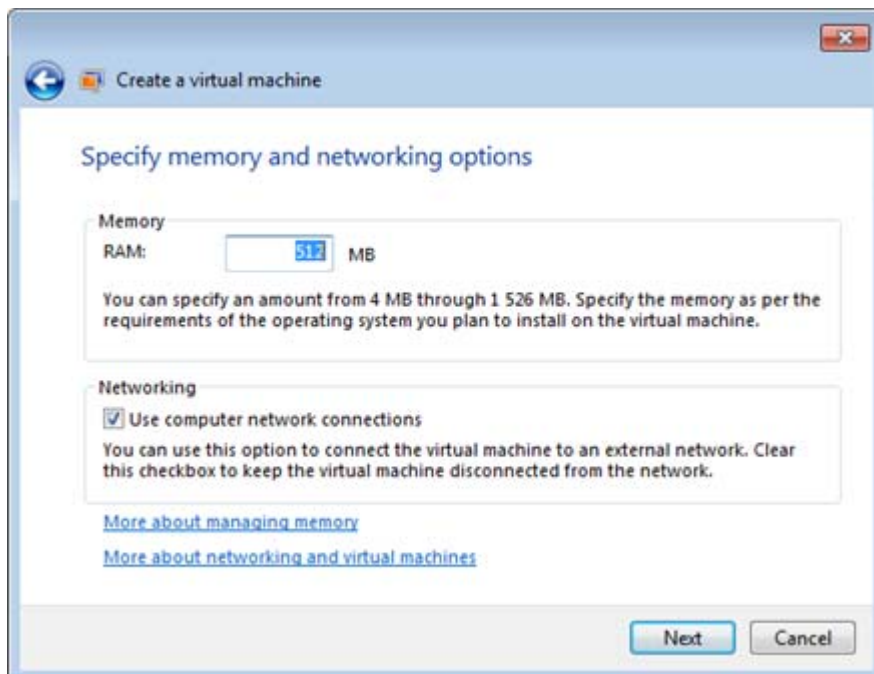 Create a virtual machine
Specify memory and networking options
Memory
RAM: 512 MB
You can specify an amount from 4 MB through 1 526 MB. Specify the memory as per the
requirements of the operating system you plan to install on the virtual machine.
Networking
Use computer network connections
You can use this option to connect the virtual machine to an external network. Clear
this checkbox to keep the virtual machine disconnected from the network.
More about managing memory
More about networking and virtual machines
Next Cancel